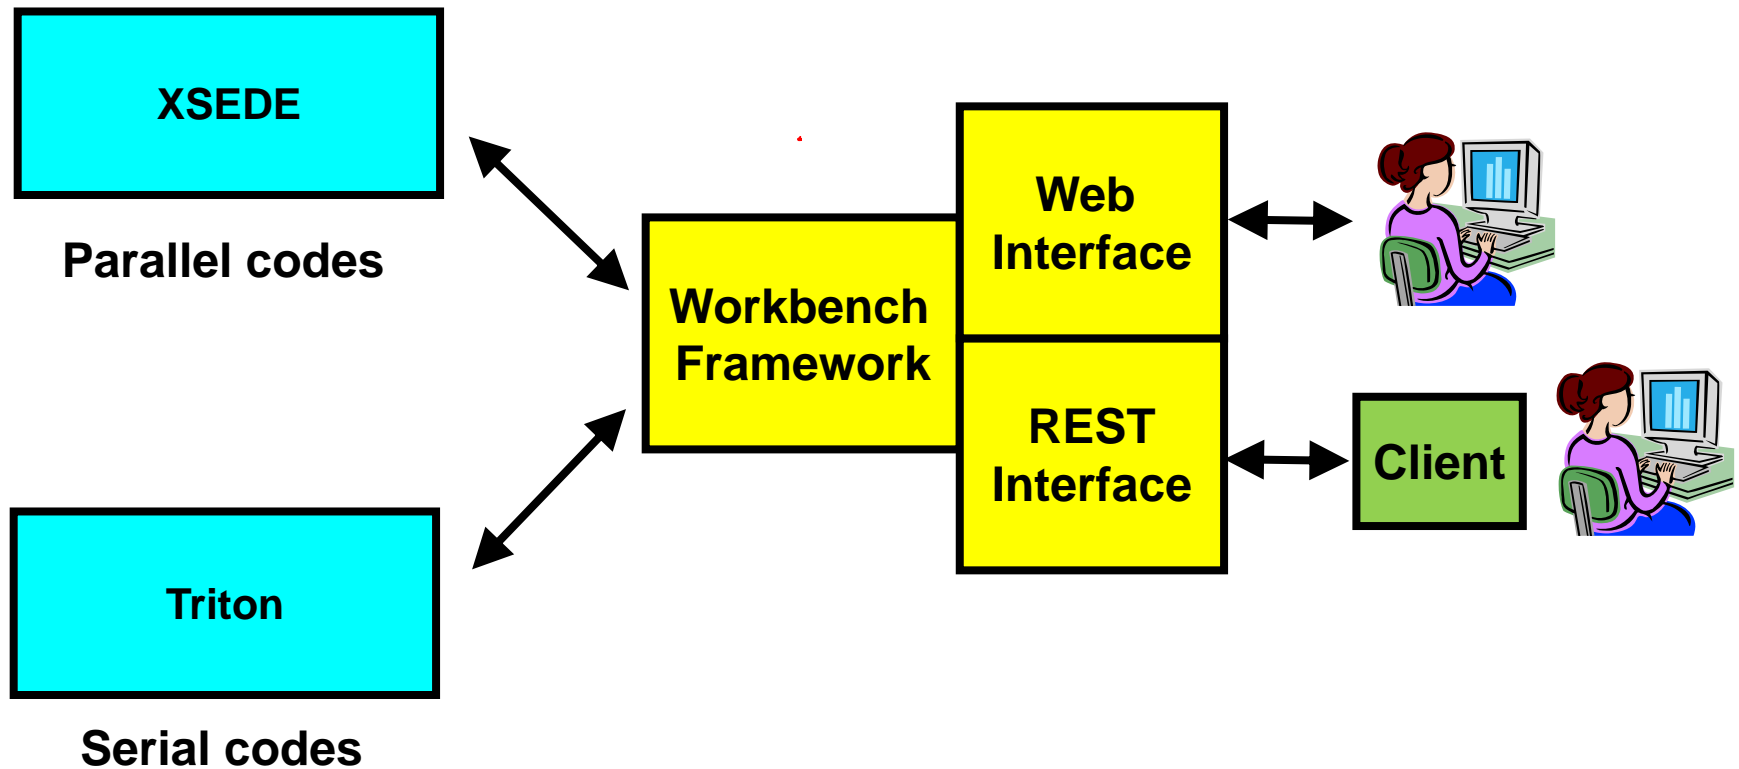 XSEDE
Parallel codes
Workbench
Framework
Web
Interface
REST
Interface
Client
Triton
Serial codes